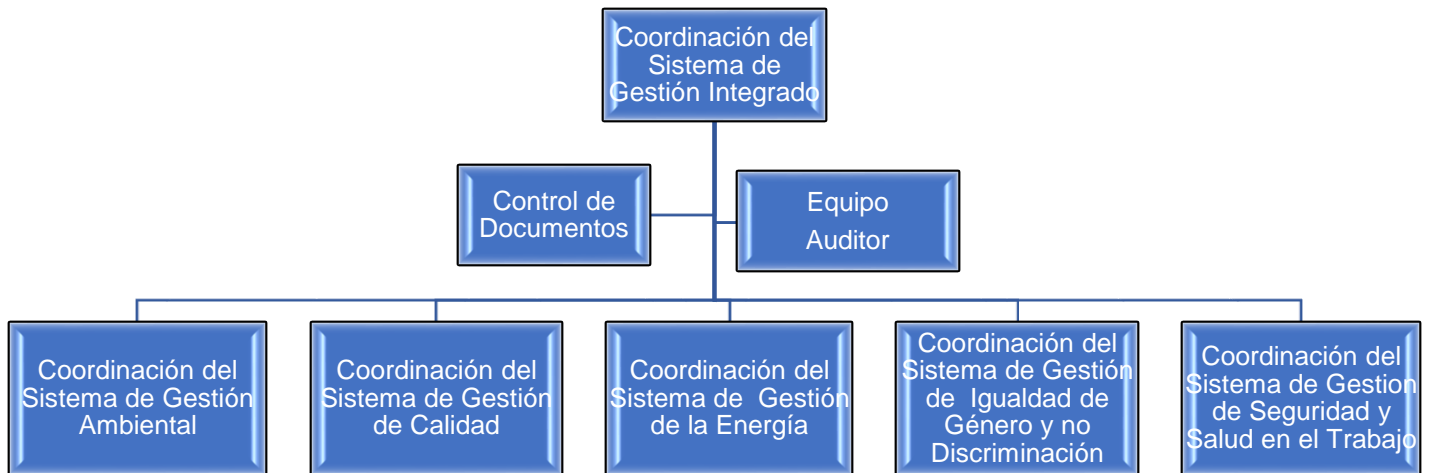 Coordinación del
Sistema de
Gestión Integrado
Control de
Documentos
Equipo
Auditor
Coordinación del
Sistema de Gestión
Ambiental
Coordinación del
Sistema de Gestión
de Calidad
Coordinación del
Sistema de Gestión
de la Energía
Coordinación del
Sistema de Gestión
de Igualdad de
Género y no
Discriminación
Coordinación del
Sistema de Gestion
de Seguridad y
Salud en el Trabajo